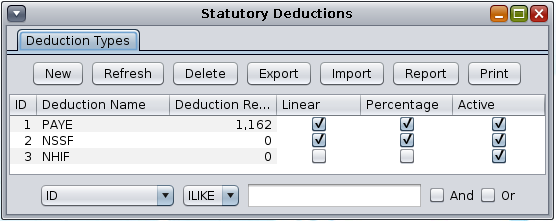 Statutory Deductions
Deduction Types
New Refresh Delete Export Import Report Print
ID Deduction Name Deduction Re... Linear Percentage Active
1 PAYE 1,162
2 NSSF 0
3 NHIF 0
ID ILIKE And Or